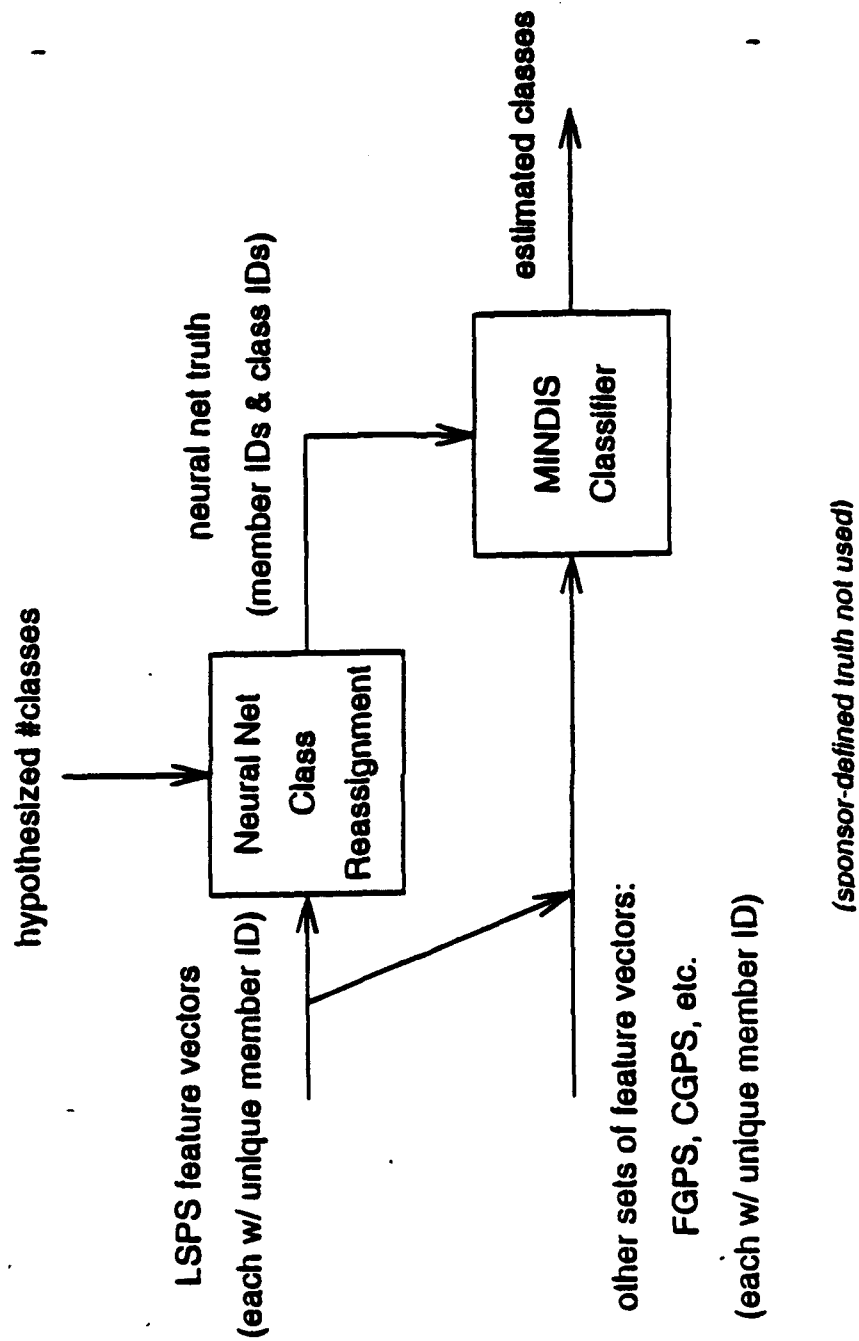 hypothesized #classes
LSPS feature vectors
(each w/ unique member ID)
Neural Net
Class
Reassignment
neural net truth
(member IDs & class IDs)
other sets of feature vectors:
FGPS, CGPS, etc.
(each w/ unique member ID)
MINDIS
Classifier
estimated classes
(sponsor-defined truth not used)